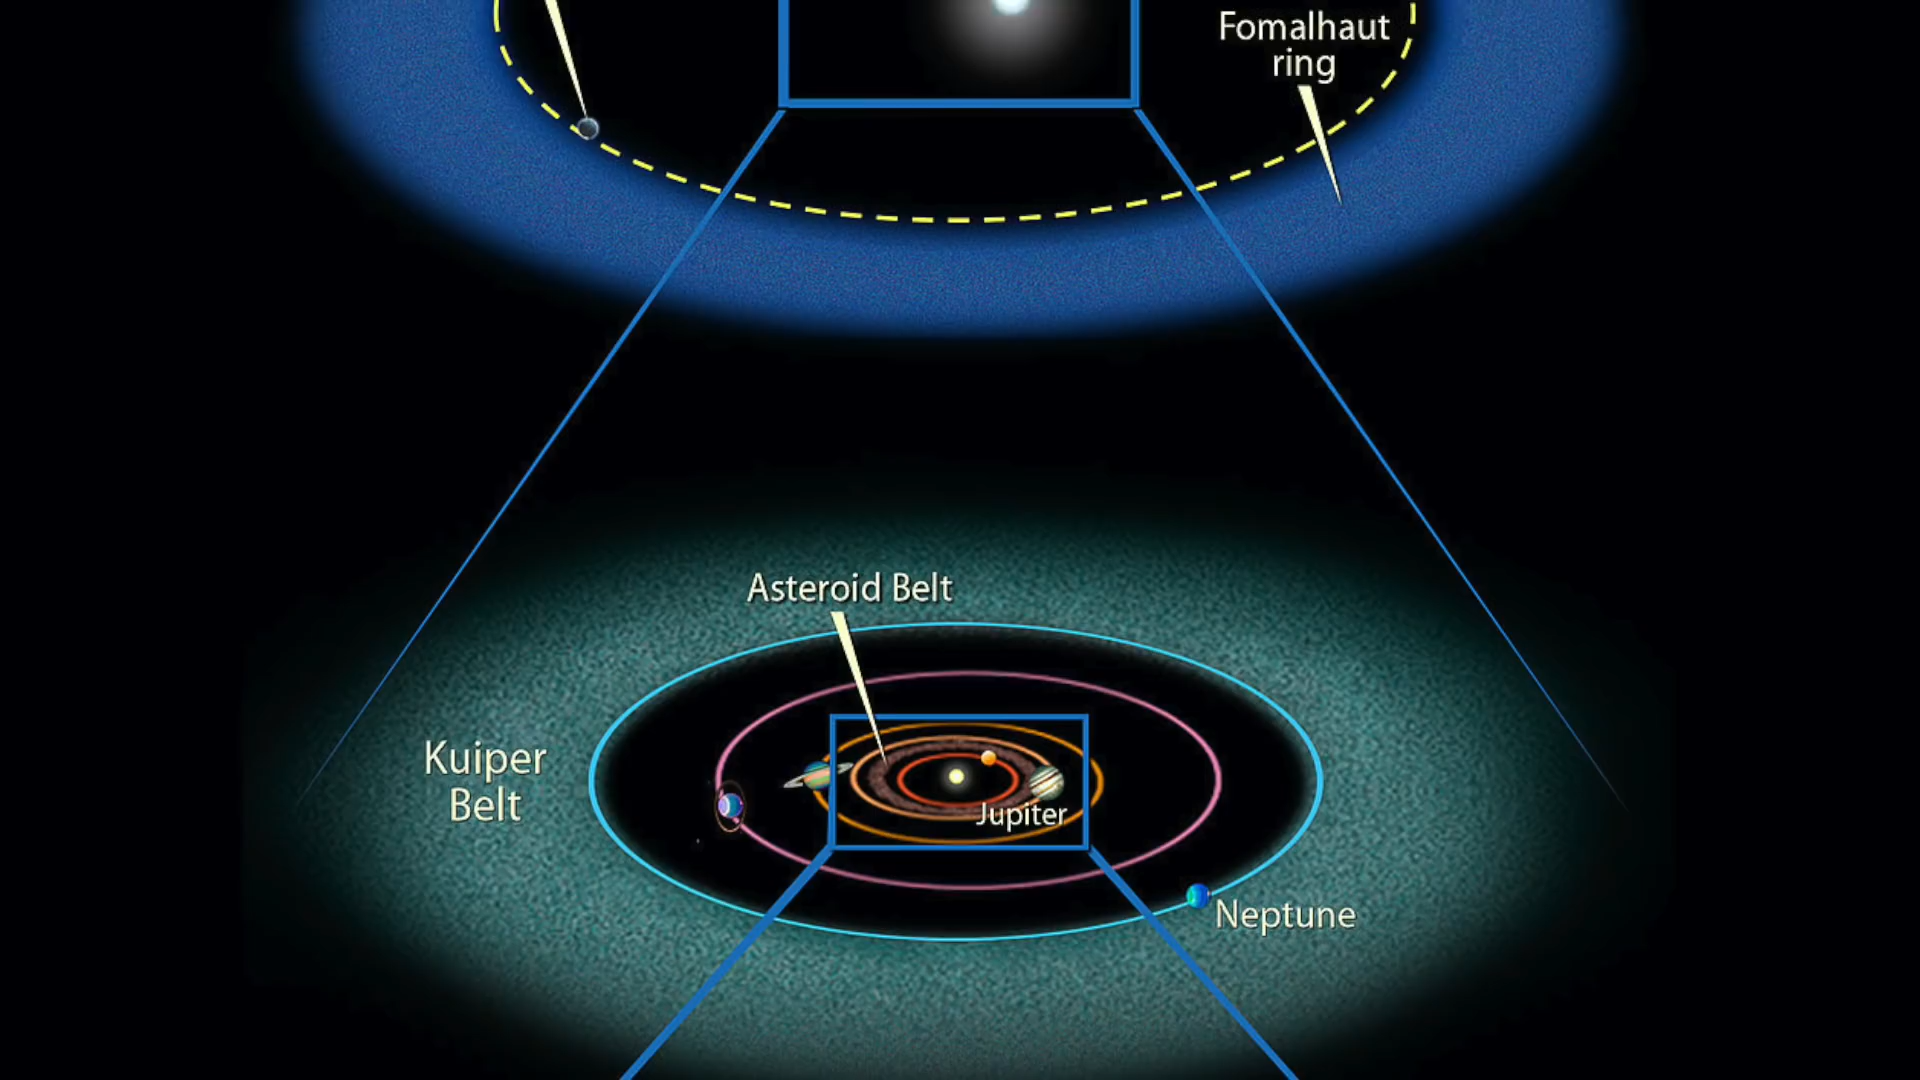 Fomalhaut
ring
Asteroid Belt
Kuiper
Belt
Jupiter
Neptune